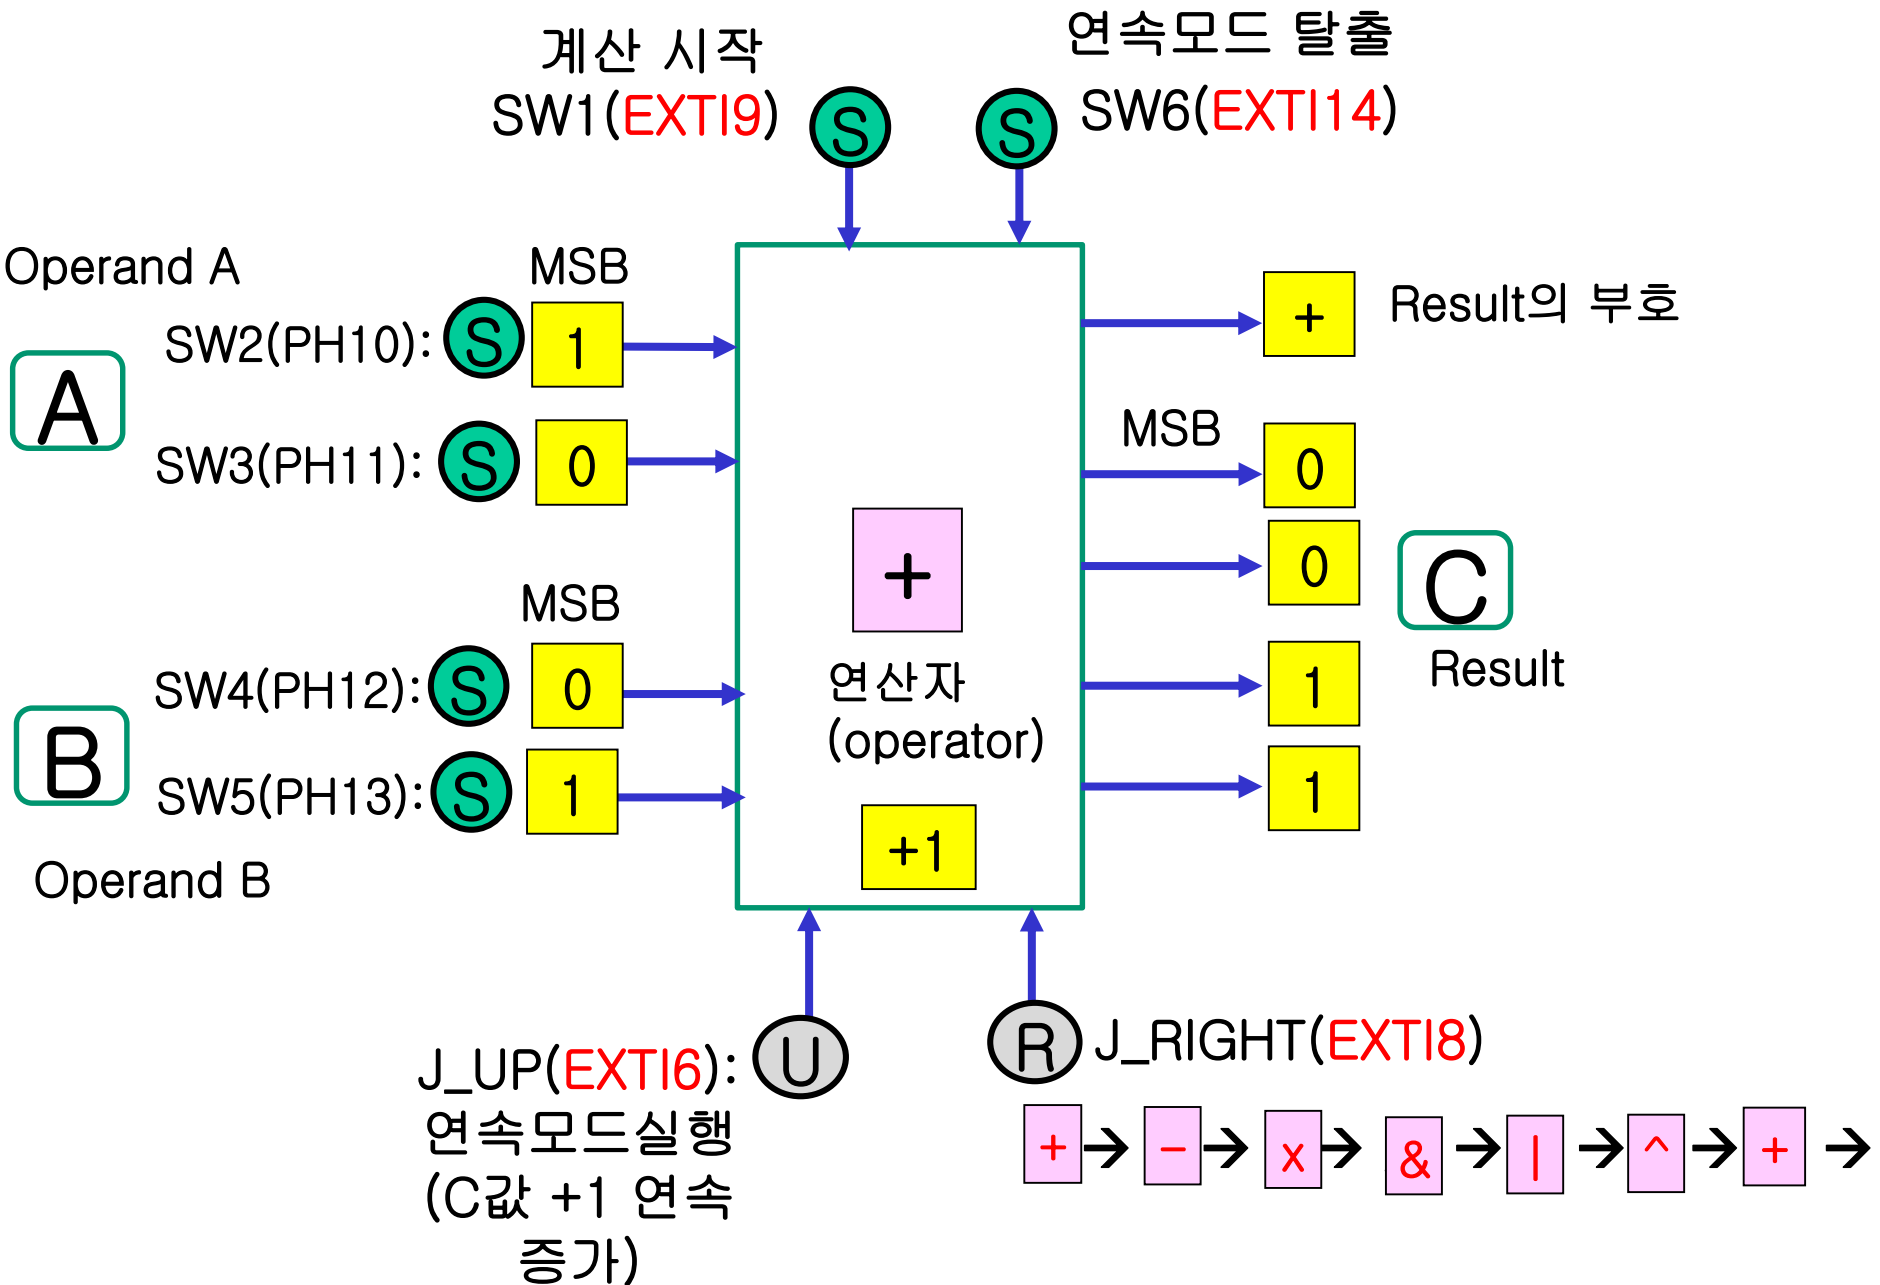 계산 시작
SW1(EXTI9)
S
연속모드 탈출
SW6(EXTI14)
S
Operand A
MSB
SW2(PH10):
S
1
A
SW3(PH11):
S
0
MSB
SW4(PH12):
S
0
B
SW5(PH13):
S
1
Operand B
+
연산자
(operator)
+1
+
Result의 부호
MSB
0
0
1
1
C
Result
J_UP(EXTI6):
U
연속모드실행
(C값 +1 연속
증가)
R
J_RIGHT(EXTI8)
+ → - → x → & → | → ^ → + →